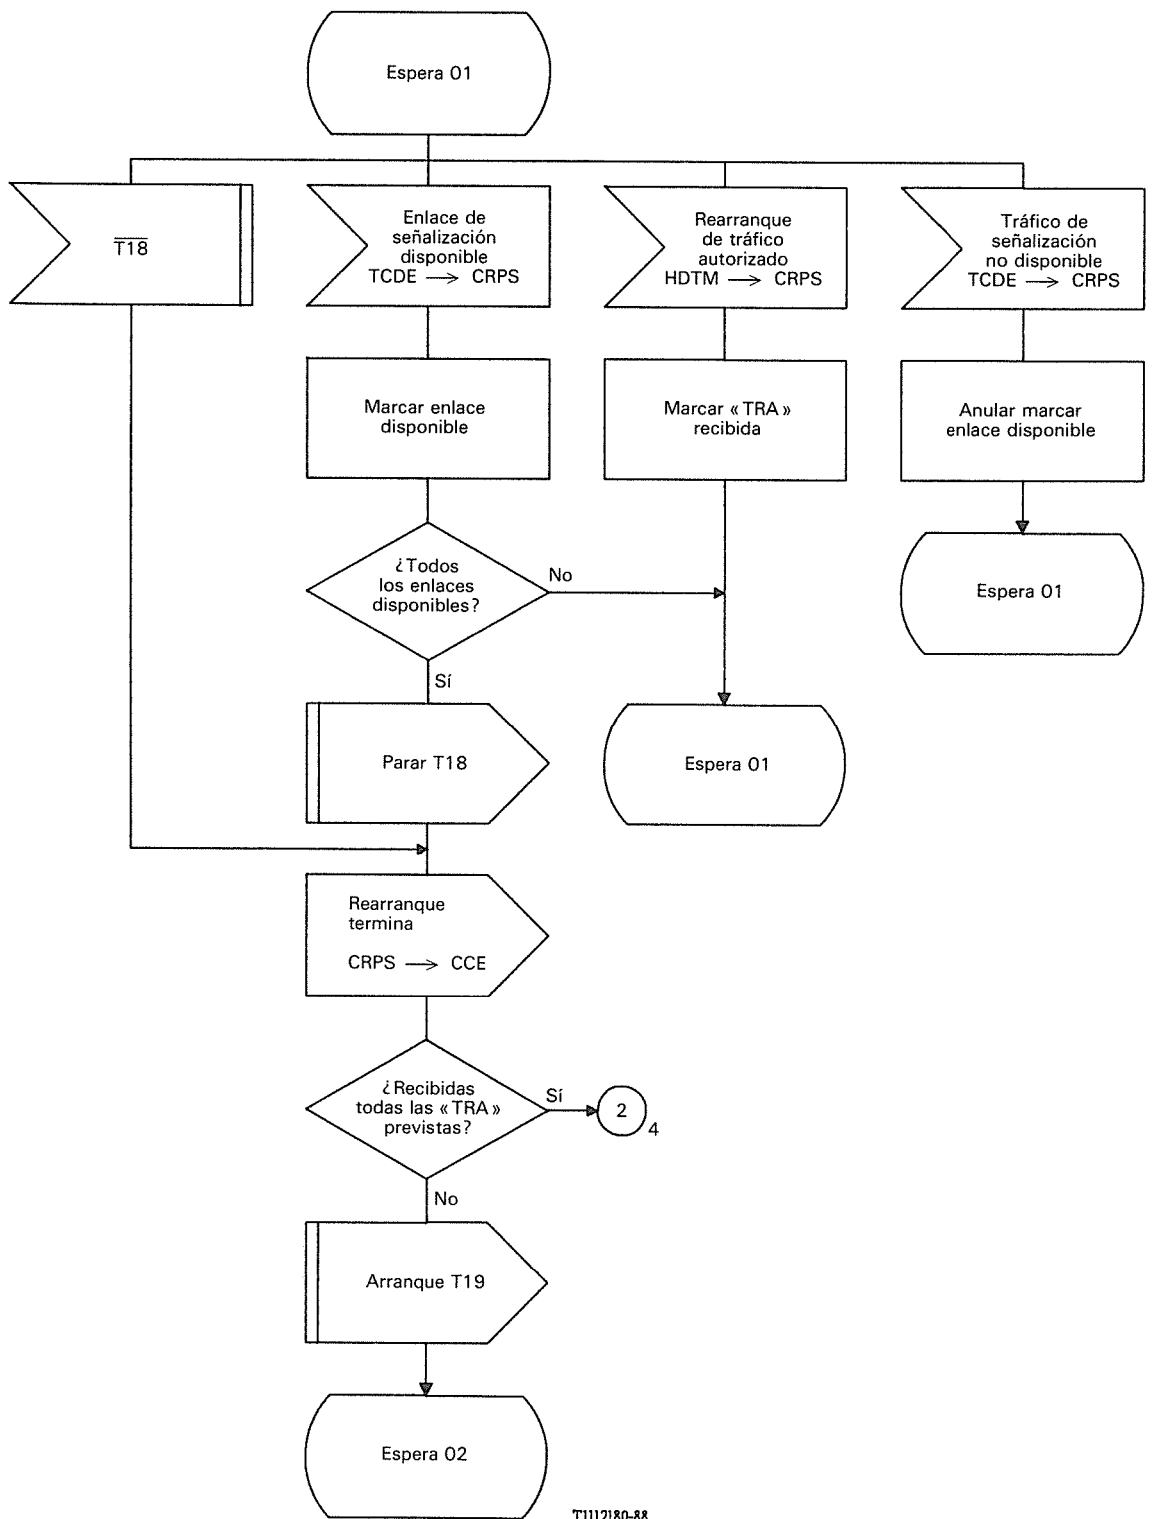 Espera 01
T18
Enlace de
señalización
disponible
TCDE → CRPS
Rearranque
de tráfico
autorizado
HDTM → CRPS
Tráfico de
señalización
no disponible
TCDE → CRPS
Marcar enlace
disponible
Marcar «TRA»
recibida
Anular marcar
enlace disponible
¿Todos
los enlaces
disponibles?
No
Sí
Espera 01
Parar T18
Espera 01
Rearranque
termina
CRPS → CCE
¿Recibidas
todas las «TRA»
previstas?
Sí
2
4
No
Arranque T19
Espera 02
T1112180-88